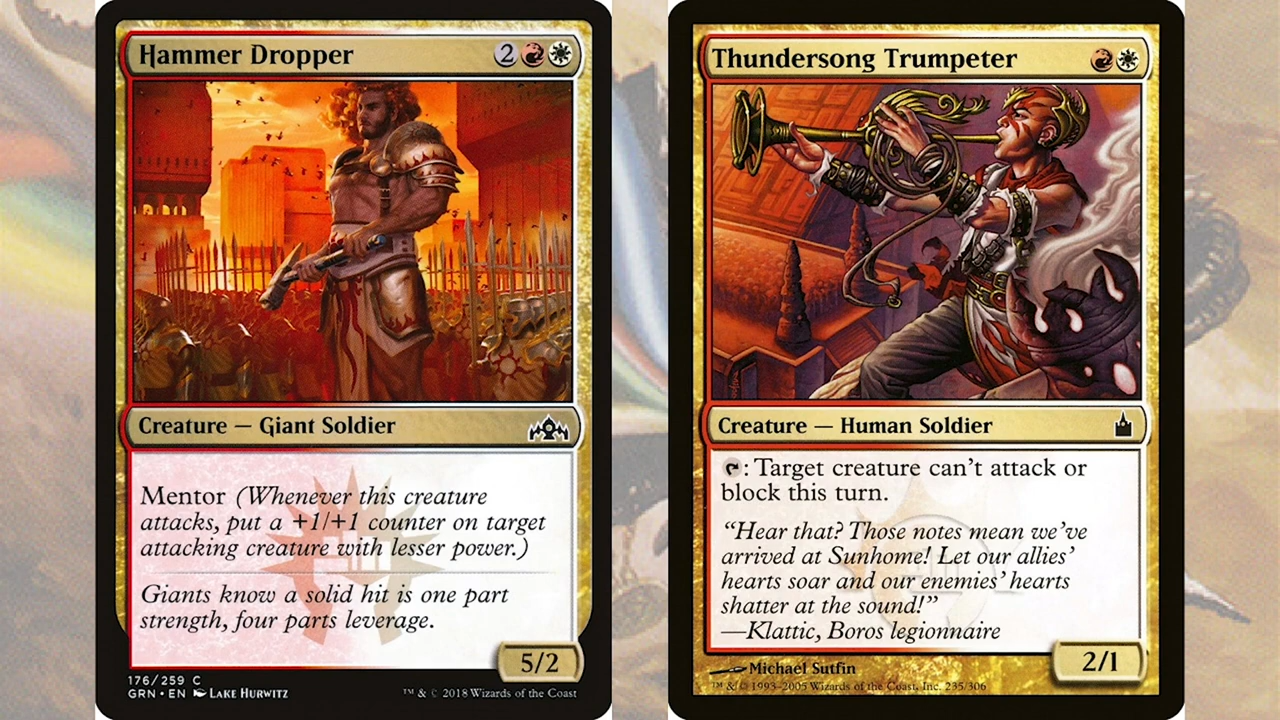 Hammer Dropper 2
Creature — Giant Soldier
Mentor (Whenever this creature
attacks, put a +1/+1 counter on target
attacking creature with lesser power.)
Giants know a solid hit is one part
strength, four parts leverage.
5/2
176/259 C
GRN • EN Lake Hurwitz
™ & © 2018 Wizards of the Coast
Thundersong Trumpeter
Creature — Human Soldier
: Target creature can't attack or
block this turn.
“Hear that? Those notes mean we've
arrived at Sunhome! Let our allies'
hearts soar and our enemies' hearts
shatter at the sound!”
—Klattic, Boros legionnaire
2/1
Michael Sutfin
™ & © 1993–2005 Wizards of the Coast, Inc. 235/306